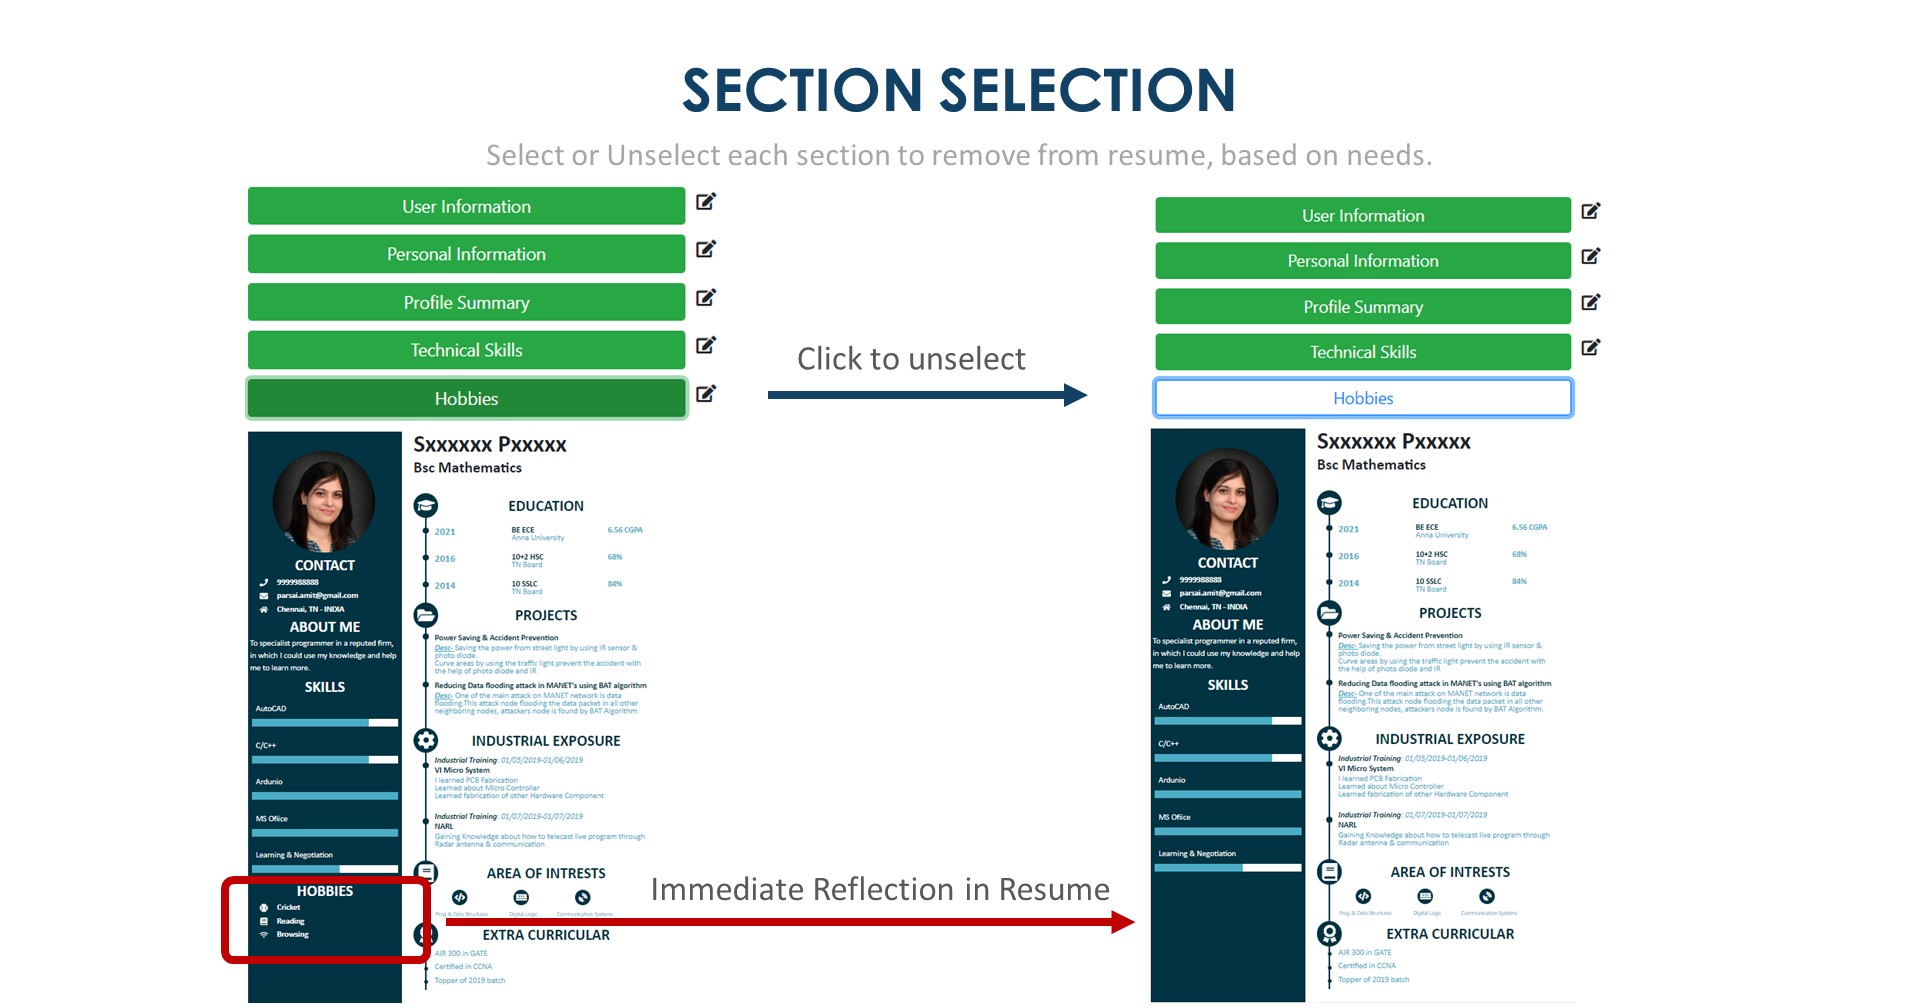 SECTION SELECTION
Select or Unselect each section to remove from resume, based on needs.
User Information
Personal Information
Profile Summary
Technical Skills
Hobbies
Click to unselect
User Information
Personal Information
Profile Summary
Technical Skills
Hobbies
CONTACT
9999988888
parsai.amit@gmail.com
Chennai, TN - INDIA
ABOUT ME
To specialist programmer in a reputed firm,
in which I could use my knowledge and help
me to learn more.
SKILLS
AutoCAD
C/C++
Ardunio
MS Ofiice
Learning & Negotiation
HOBBIES
Cricket
Reading
Browsing
Sxxxxxx Pxxxxx
Bsc Mathematics
EDUCATION
2021 BE ECE 6.56 CGPA
Anna University
2016 10+2 HSC 68%
TN Board
2014 10 SSLC 84%
TN Board
PROJECTS
Power Saving & Accident Prevention
Desc- Saving the power from street light by using IR sensor &
photo diode.
Curve areas by using the traffic light prevent the accident with
the help of photo diode and IR
Reducing Data flooding attack in MANET's using BAT algorithm
Desc- One of the main attack on MANET network is data
flooding.This attack node flooding the data packet in all other
neighboring nodes, attackers node is found by BAT Algorithm.
INDUSTRIAL EXPOSURE
Industrial Training: 01/05/2019-01/06/2019
VI Micro System
I learned PCB Fabrication
Learned about Micro Controller
Learned fabrication of other Hardware Component
Industrial Training: 01/07/2019-01/07/2019
NARL
Gaining Knowledge about how to telecast live program through
Radar antenna & communication
AREA OF INTRESTS
Prog & Data Structures Digital Logic Communication Systems
EXTRA CURRICULAR
AIR 300 in GATE
Certified in CCNA
Topper of 2019 batch
Immediate Reflection in Resume
CONTACT
9999988888
parsai.amit@gmail.com
Chennai, TN - INDIA
ABOUT ME
To specialist programmer in a reputed firm,
in which I could use my knowledge and help
me to learn more.
SKILLS
AutoCAD
C/C++
Ardunio
MS Ofiice
Learning & Negotiation
Sxxxxxx Pxxxxx
Bsc Mathematics
EDUCATION
2021 BE ECE 6.56 CGPA
Anna University
2016 10+2 HSC 68%
TN Board
2014 10 SSLC 84%
TN Board
PROJECTS
Power Saving & Accident Prevention
Desc- Saving the power from street light by using IR sensor &
photo diode.
Curve areas by using the traffic light prevent the accident with
the help of photo diode and IR
Reducing Data flooding attack in MANET's using BAT algorithm
Desc- One of the main attack on MANET network is data
flooding.This attack node flooding the data packet in all other
neighboring nodes, attackers node is found by BAT Algorithm.
INDUSTRIAL EXPOSURE
Industrial Training: 01/05/2019-01/06/2019
VI Micro System
I learned PCB Fabrication
Learned about Micro Controller
Learned fabrication of other Hardware Component
Industrial Training: 01/07/2019-01/07/2019
NARL
Gaining Knowledge about how to telecast live program through
Radar antenna & communication
AREA OF INTRESTS
Prog & Data Structures Digital Logic Communication Systems
EXTRA CURRICULAR
AIR 300 in GATE
Certified in CCNA
Topper of 2019 batch